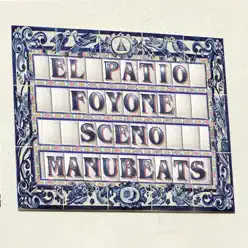 EL PATIO
FOYONE
SCENO
MANUBEATS